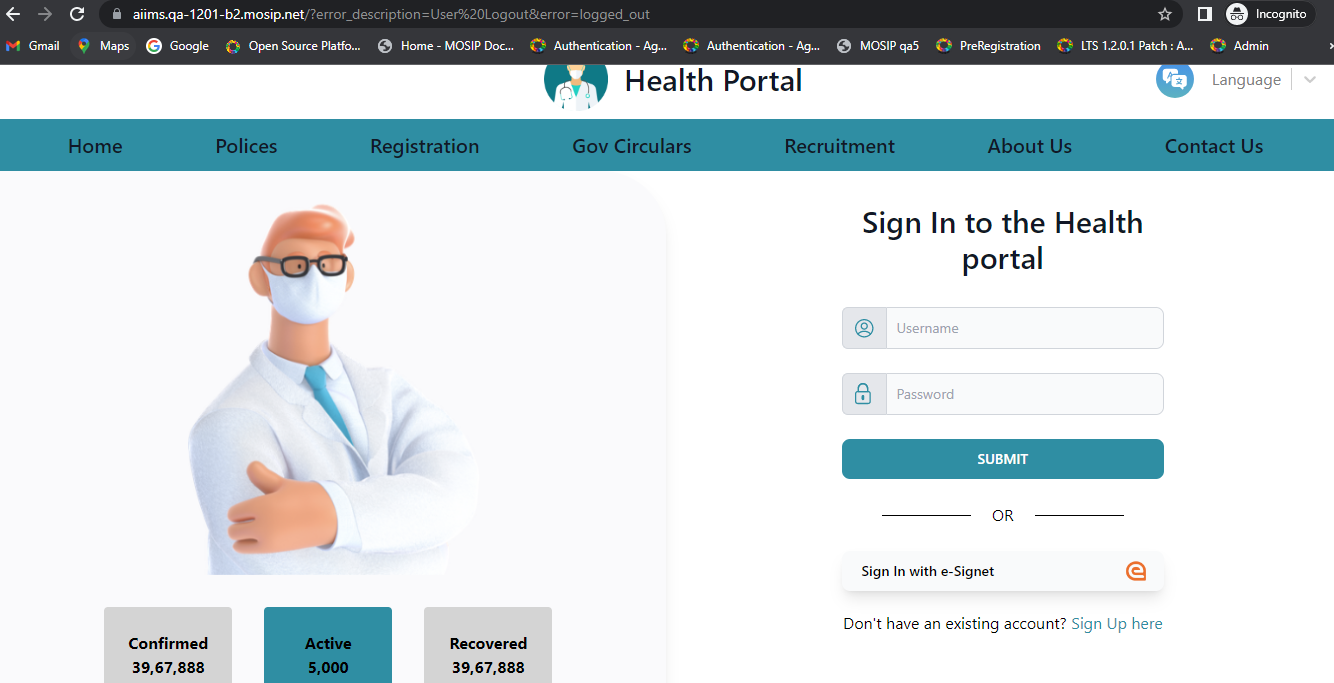 aiims.qa-1201-b2.mosip.net/?error_description=User%20Logout&error=logged_out
Incognito
Gmail
Maps
Google
Open Source Platfo...
Home - MOSIP Doc...
Authentication - Ag...
Authentication - Ag...
MOSIP qa5
PreRegistration
LTS 1.2.0.1 Patch : A...
Admin
Health Portal
Language
Home
Polices
Registration
Gov Circulars
Recruitment
About Us
Contact Us
Sign In to the Health
portal
Username
Password
SUBMIT
OR
Sign In with e-Signet
Don't have an existing account? Sign Up here
Confirmed
39,67,888
Active
5,000
Recovered
39,67,888